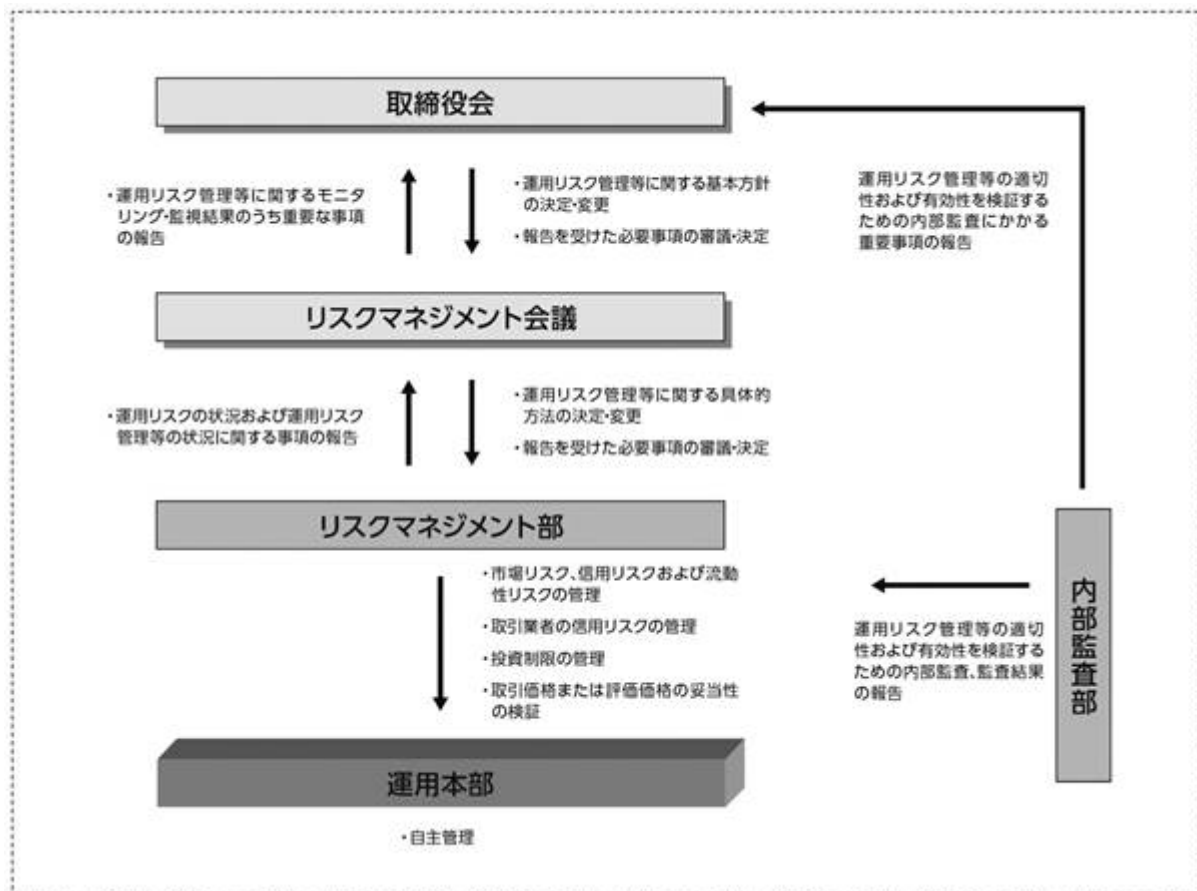 取締役会
・運用リスク管理等に関するモニタ
リング・監視結果のうち重要な事項
の報告
・運用リスク管理等に関する基本方針
の決定・変更
・報告を受けた必要事項の審議・決定
運用リスク管理等の適切
性および有効性を検証する
ための内部監査にかかる
重要事項の報告
リスクマネジメント会議
・運用リスクの状況および運用リスク
管理等の状況に関する事項の報告
・運用リスク管理等に関する具体的
方法の決定・変更
・報告を受けた必要事項の審議・決定
リスクマネジメント部
・市場リスク、信用リスクおよび流動
性リスクの管理
・取引業者の信用リスクの管理
・投資制限の管理
・取引価格または評価価格の妥当性
の検証
運用リスク管理等の適切
性および有効性を検証する
ための内部監査、監査結果
の報告
内部監査部
運用本部
・自主管理